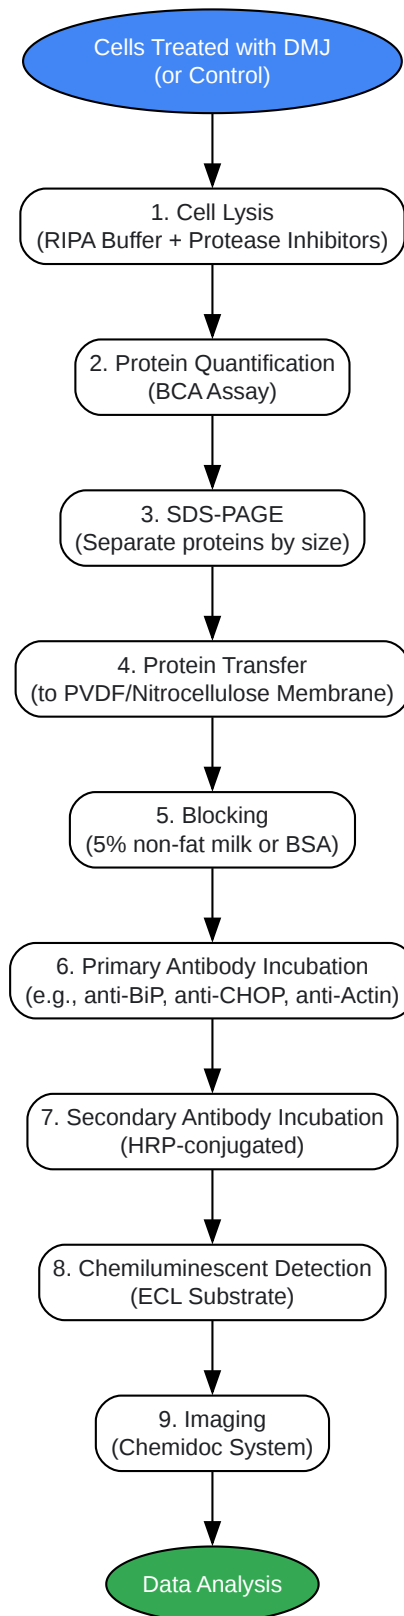 Cells Treated with DMJ
(or Control)
1. Cell Lysis
(RIPA Buffer + Protease Inhibitors)
2. Protein Quantification
(BCA Assay)
3. SDS-PAGE
(Separate proteins by size)
4. Protein Transfer
(to PVDF/Nitrocellulose Membrane)
5. Blocking
(5% non-fat milk or BSA)
6. Primary Antibody Incubation
(e.g., anti-BiP, anti-CHOP, anti-Actin)
7. Secondary Antibody Incubation
(HRP-conjugated)
8. Chemiluminescent Detection
(ECL Substrate)
9. Imaging
(Chemidoc System)
Data Analysis